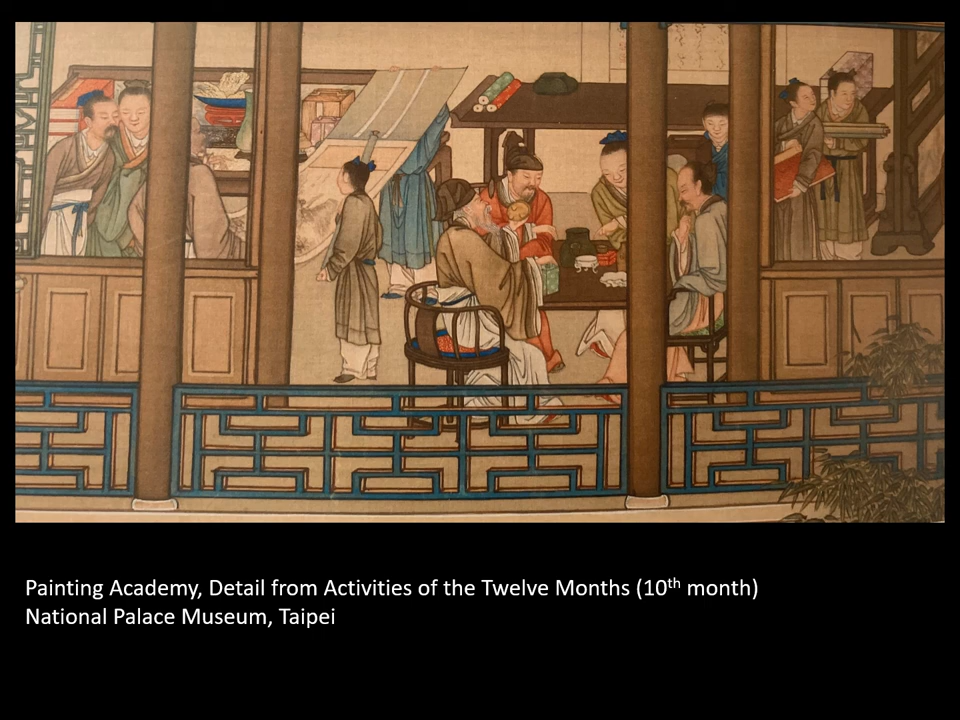 Painting Academy, Detail from Activities of the Twelve Months (10th month)
National Palace Museum, Taipei